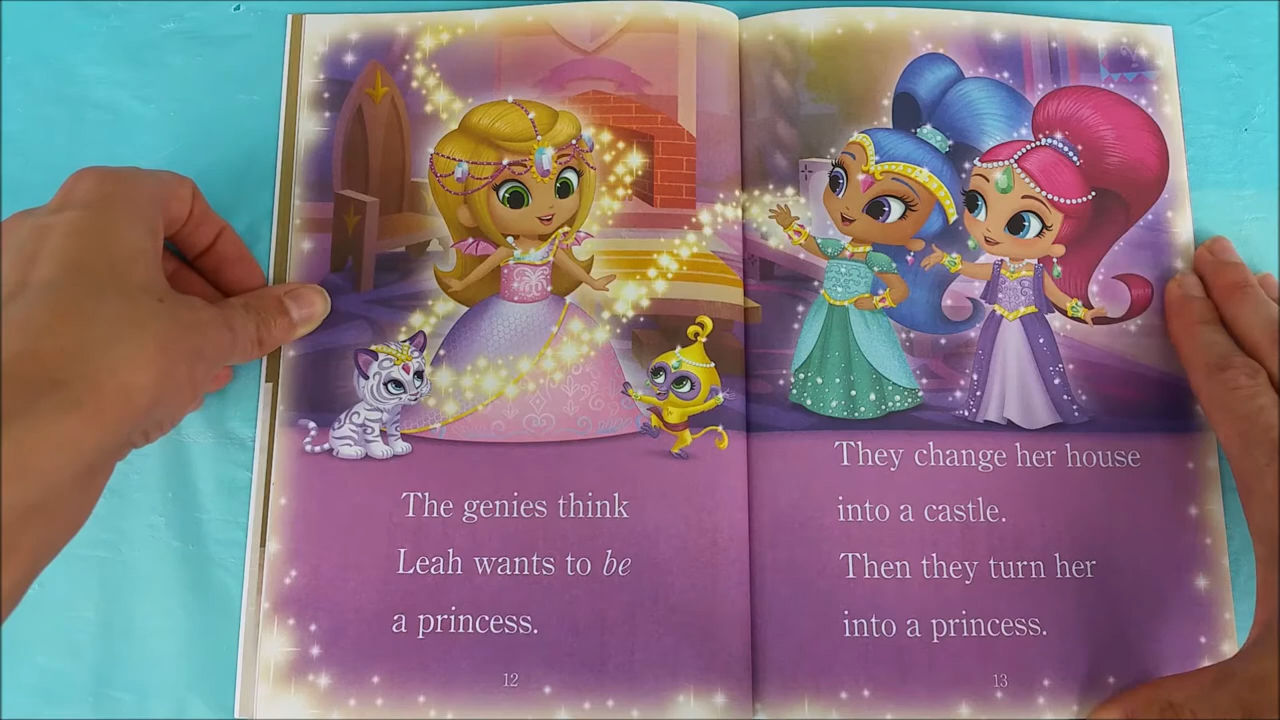 The genies think
Leah wants to be
a princess.
12
They change her house
into a castle.
Then they turn her
into a princess.
13